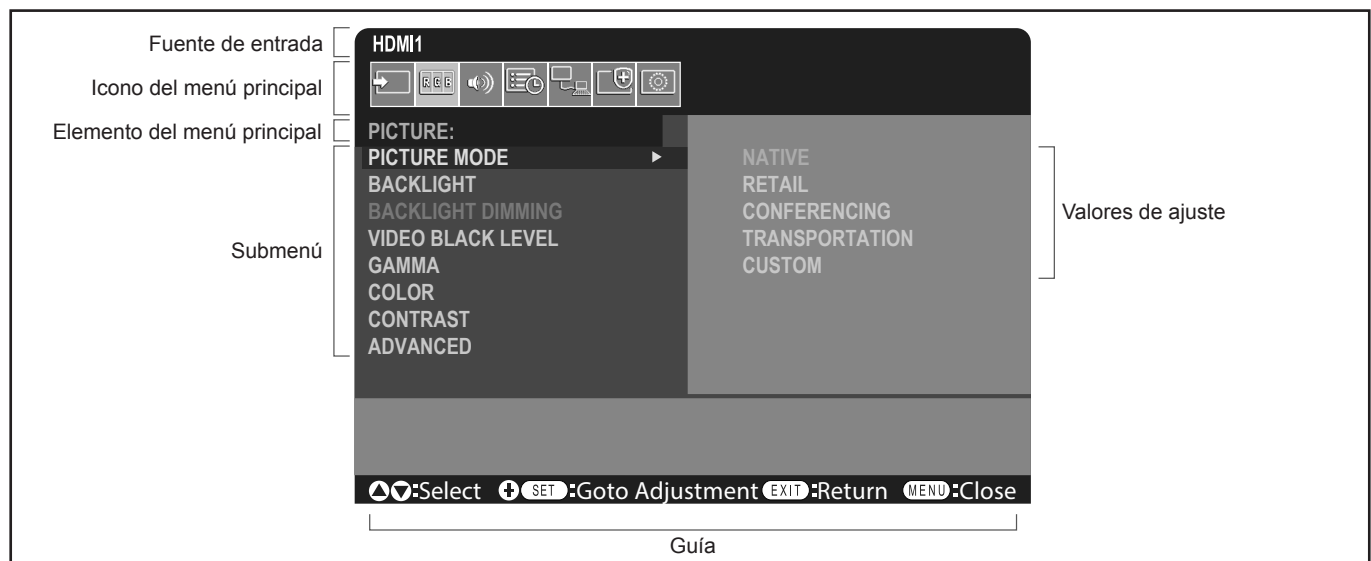 Fuente de entrada
HDMI1
Icono del menú principal
RGB
Elemento del menú principal
PICTURE:
Submenú
PICTURE MODE
BACKLIGHT
BACKLIGHT DIMMING
VIDEO BLACK LEVEL
GAMMA
COLOR
CONTRAST
ADVANCED
NATIVE
RETAIL
CONFERENCING
TRANSPORTATION
CUSTOM
Valores de ajuste
:Select SET:Goto Adjustment EXIT:Return MENU:Close
Guía